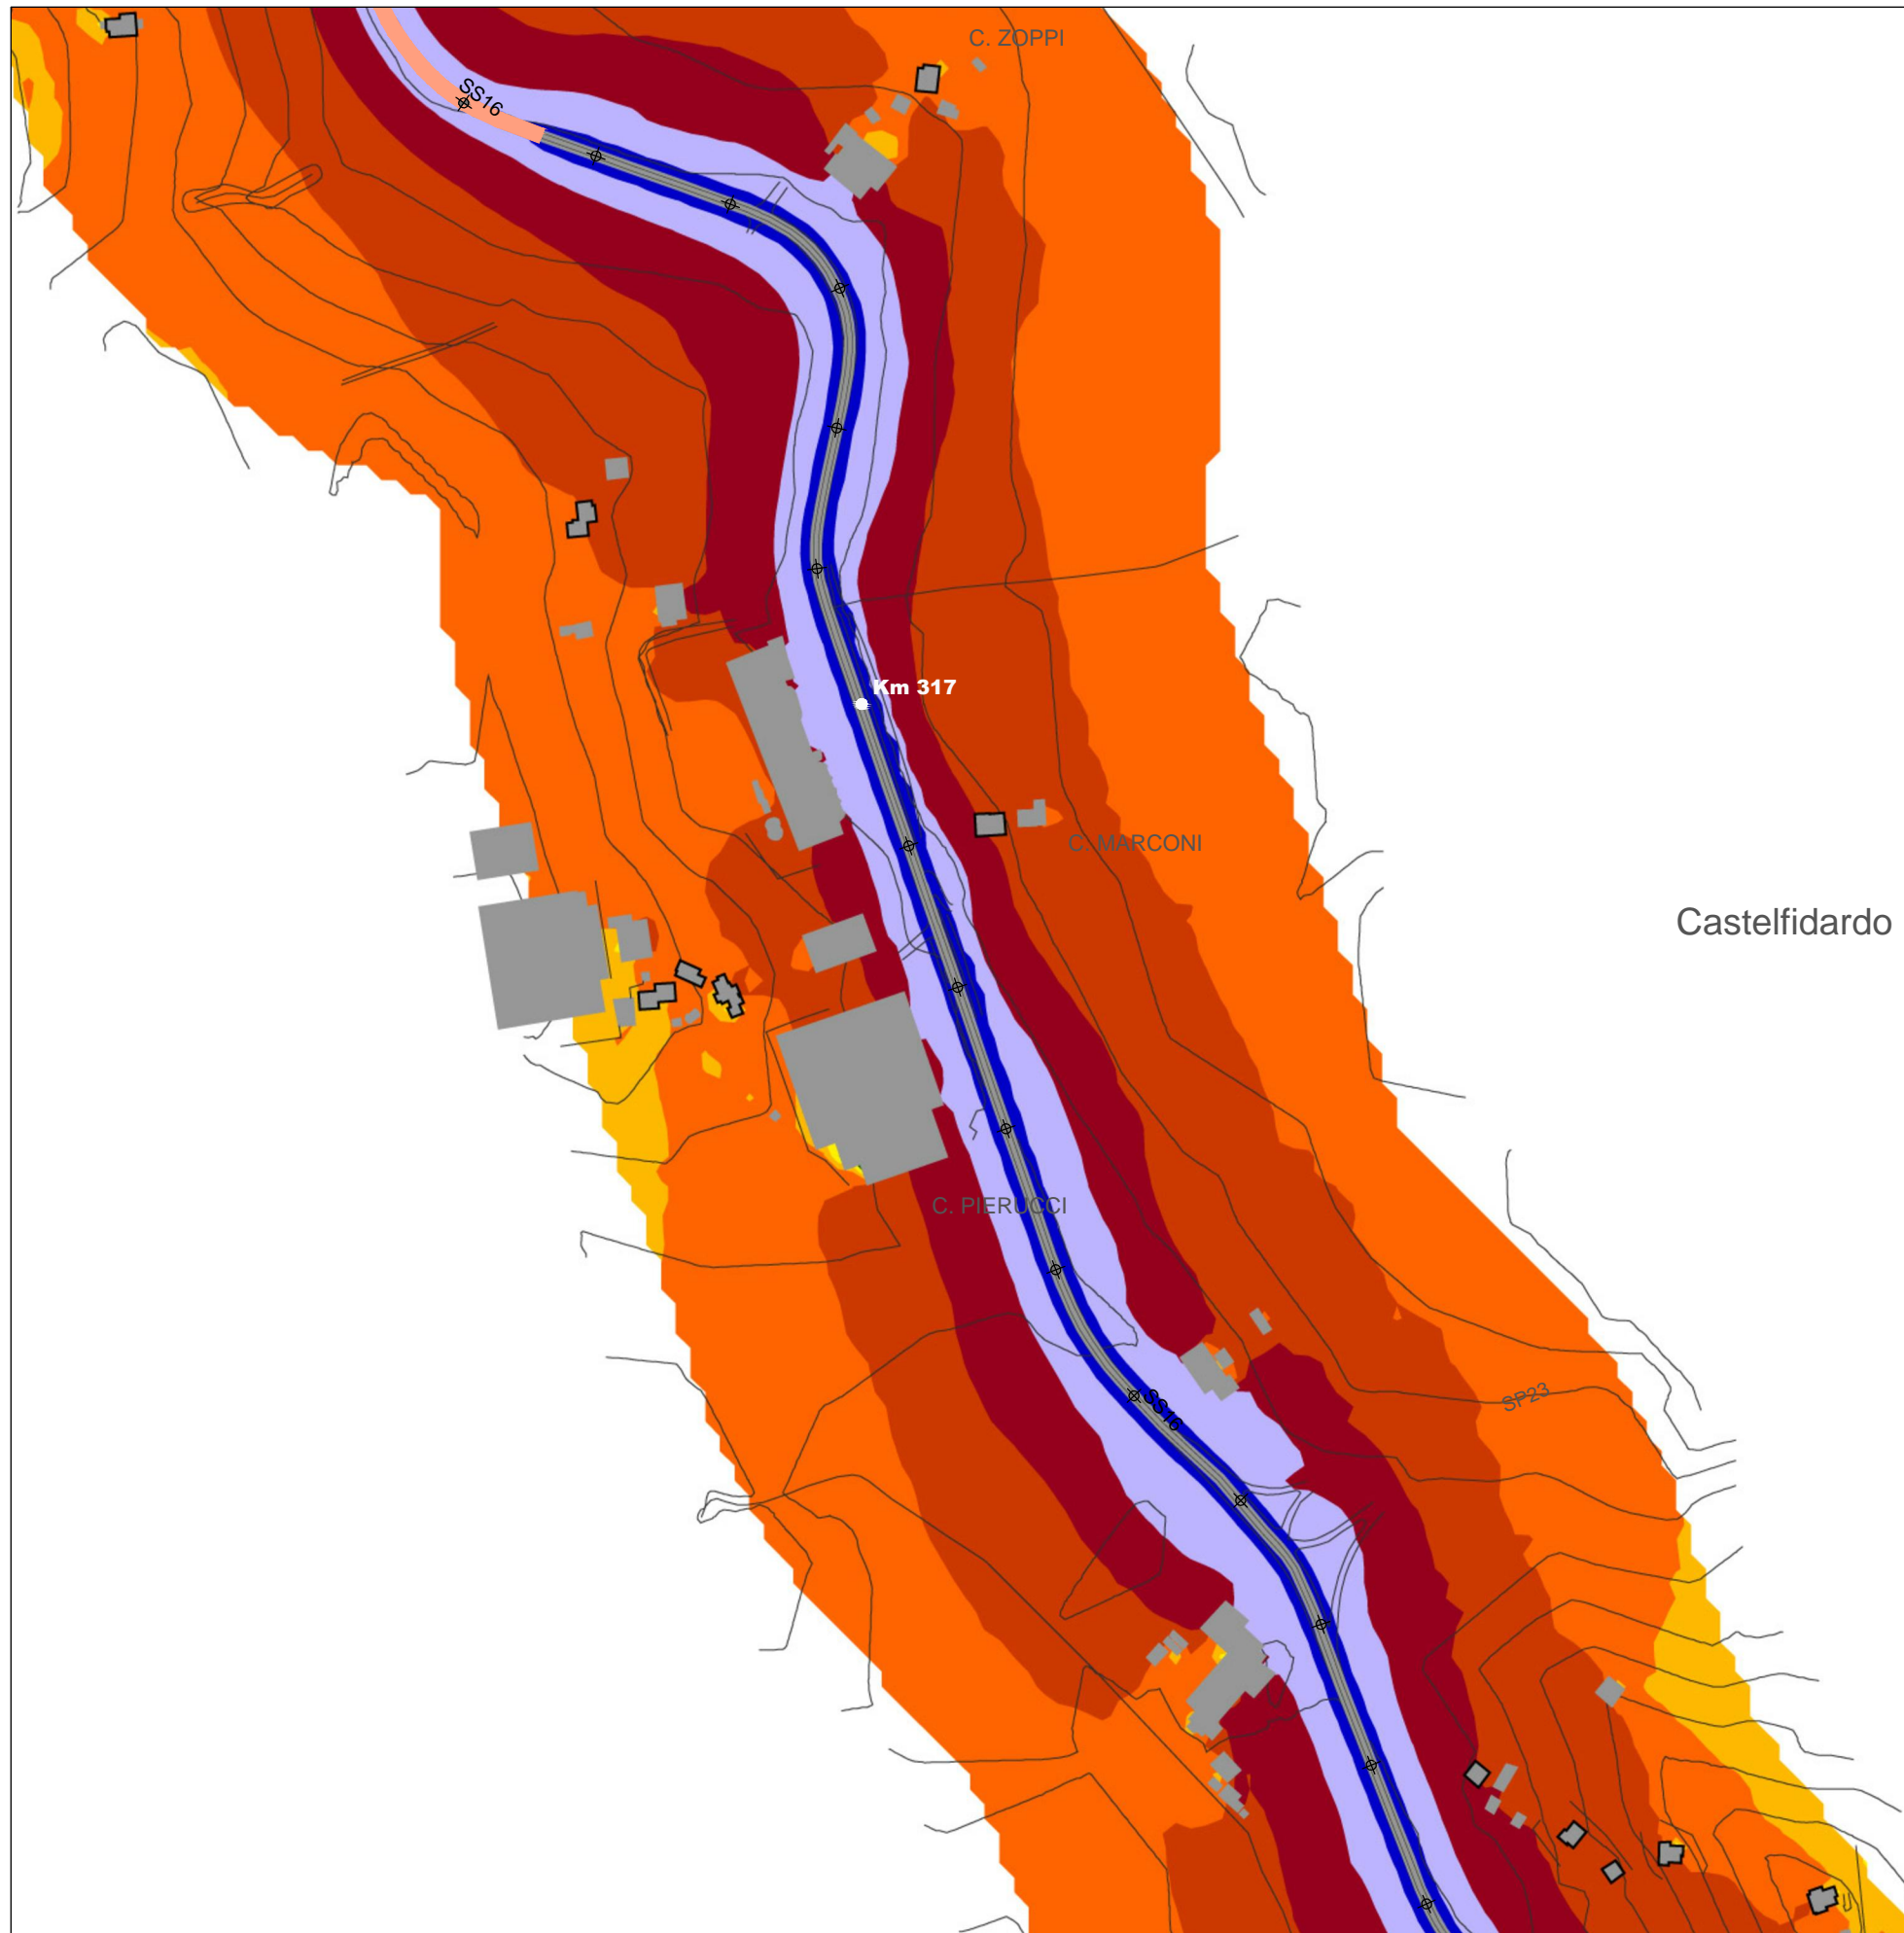 C. ZOPPI
SS16
Km 317
C. MARCONI
Castelfidardo
C. PIERUCCI
SP23
SS16